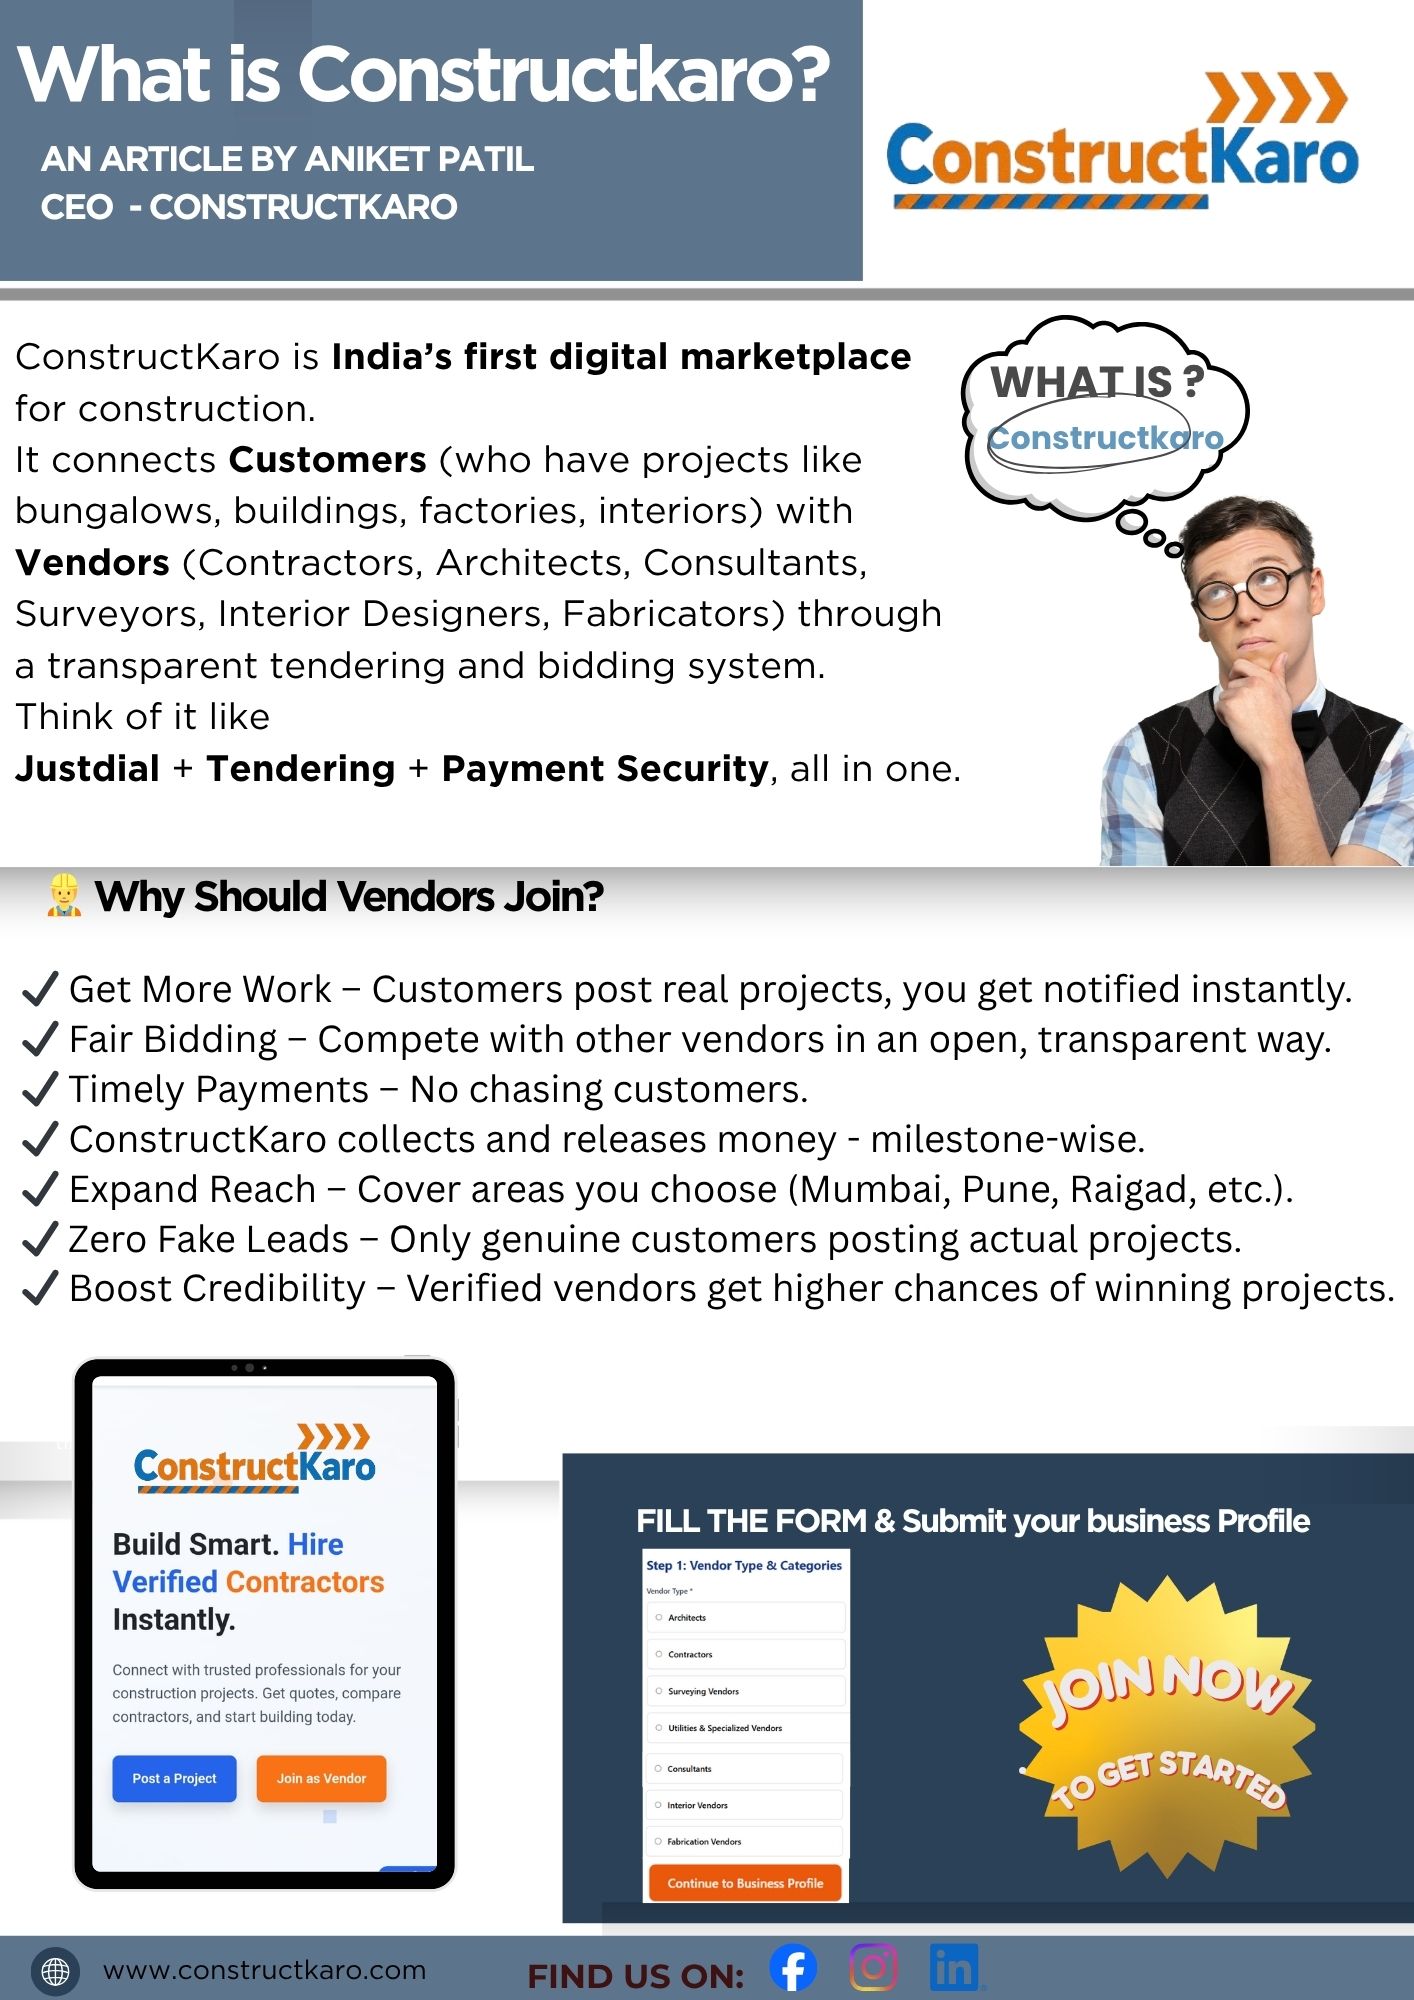 What is Constructkaro?
AN ARTICLE BY ANIKET PATIL
CEO - CONSTRUCTKARO
ConstructKaro
ConstructKaro is India’s first digital marketplace
for construction.
It connects Customers (who have projects like
bungalows, buildings, factories, interiors) with
Vendors (Contractors, Architects, Consultants,
Surveyors, Interior Designers, Fabricators) through
a transparent tendering and bidding system.
Think of it like
Justdial + Tendering + Payment Security, all in one.
WHAT IS ?
Constructkaro
👷 Why Should Vendors Join?
✓ Get More Work – Customers post real projects, you get notified instantly.
✓ Fair Bidding – Compete with other vendors in an open, transparent way.
✓ Timely Payments – No chasing customers.
✓ ConstructKaro collects and releases money - milestone-wise.
✓ Expand Reach – Cover areas you choose (Mumbai, Pune, Raigad, etc.).
✓ Zero Fake Leads – Only genuine customers posting actual projects.
✓ Boost Credibility – Verified vendors get higher chances of winning projects.
ConstructKaro
Build Smart. Hire
Verified Contractors
Instantly.
Connect with trusted professionals for your
construction projects. Get quotes, compare
contractors, and start building today.
Post a Project
Join as Vendor
FILL THE FORM & Submit your business Profile
Step 1: Vendor Type & Categories
Vendor Type *
Architects
Contractors
Surveying Vendors
Utilities & Specialized Vendors
Consultants
Interior Vendors
Fabrication Vendors
Continue to Business Profile
JOIN NOW
TO GET STARTED
www.constructkaro.com
FIND US ON: